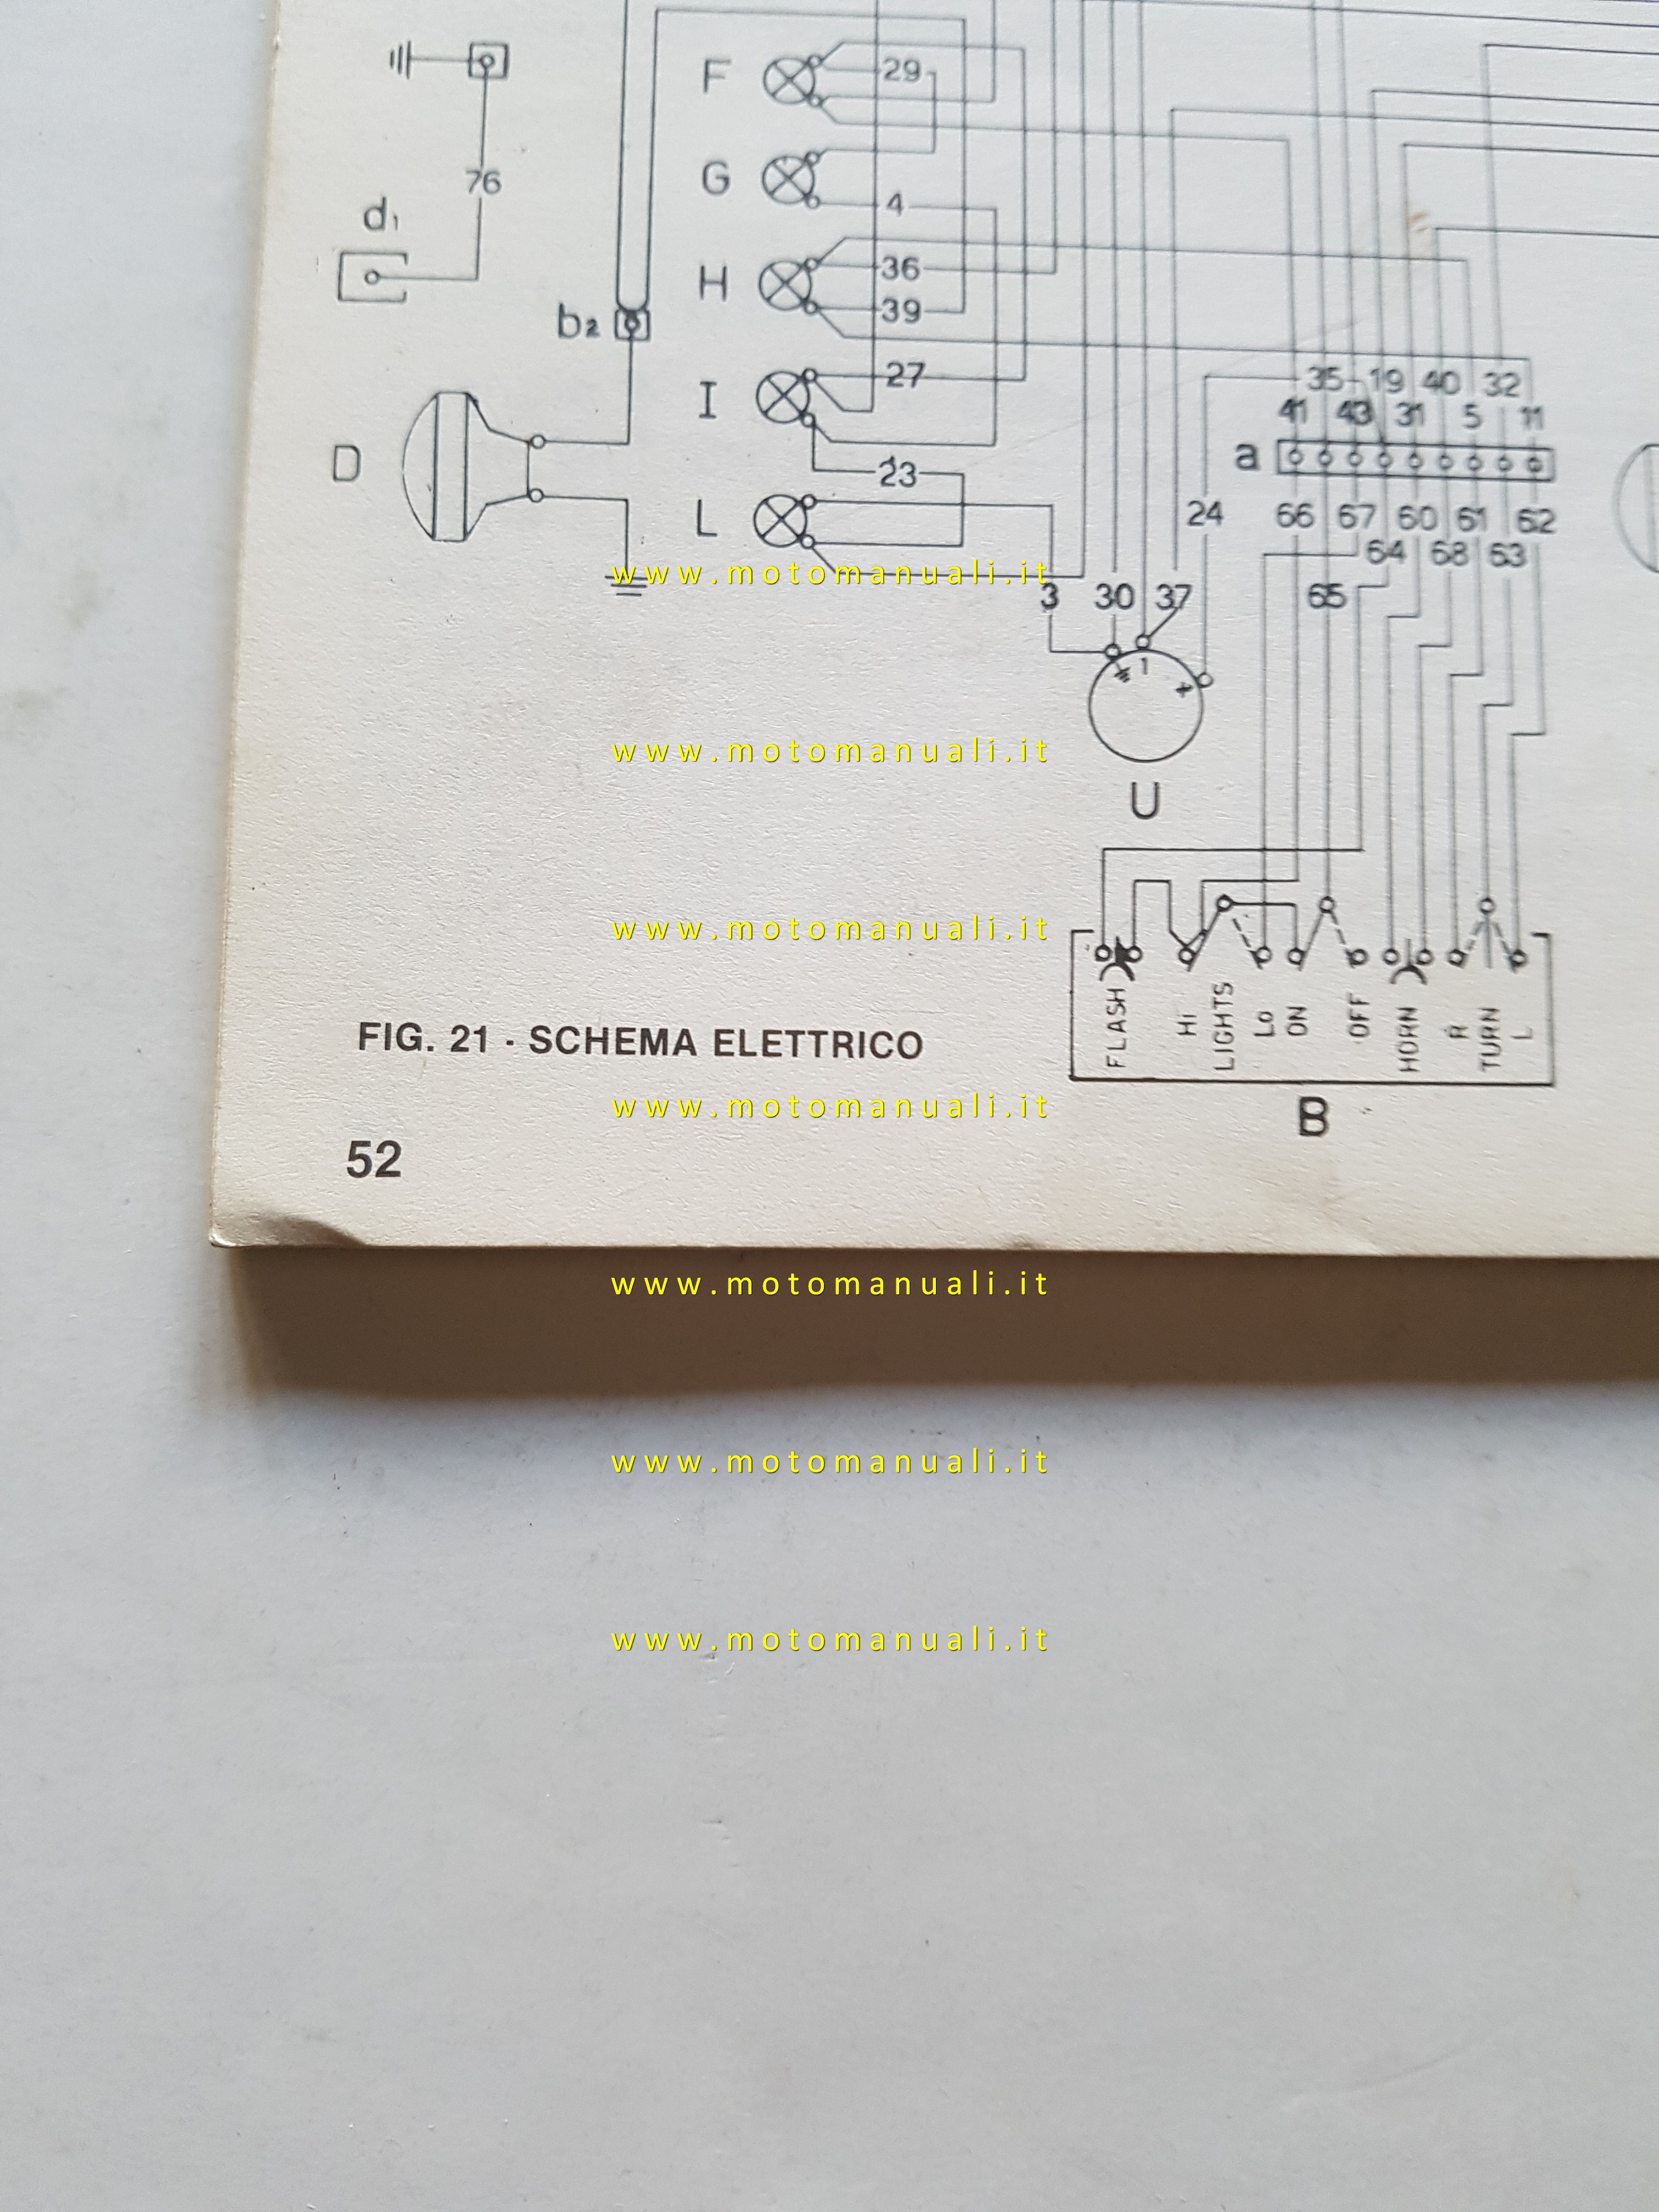 F
29
76
G
4
d1
H
36
39
b2
I
27
35 19 40 32
41 43 31 5 11
D
a
23
L
24
66 67 60 61 62
64 68 63
www.motomanuali.it
3 30 37
65
1
+
www.motomanuali.it
U
www.motomanuali.it
FLASH
Hi
LIGHTS
Lo
ON
OFF
HORN
R
TURN
L
FIG. 21 - SCHEMA ELETTRICO
www.motomanuali.it
B
52
www.motomanuali.it
www.motomanuali.it
www.motomanuali.it